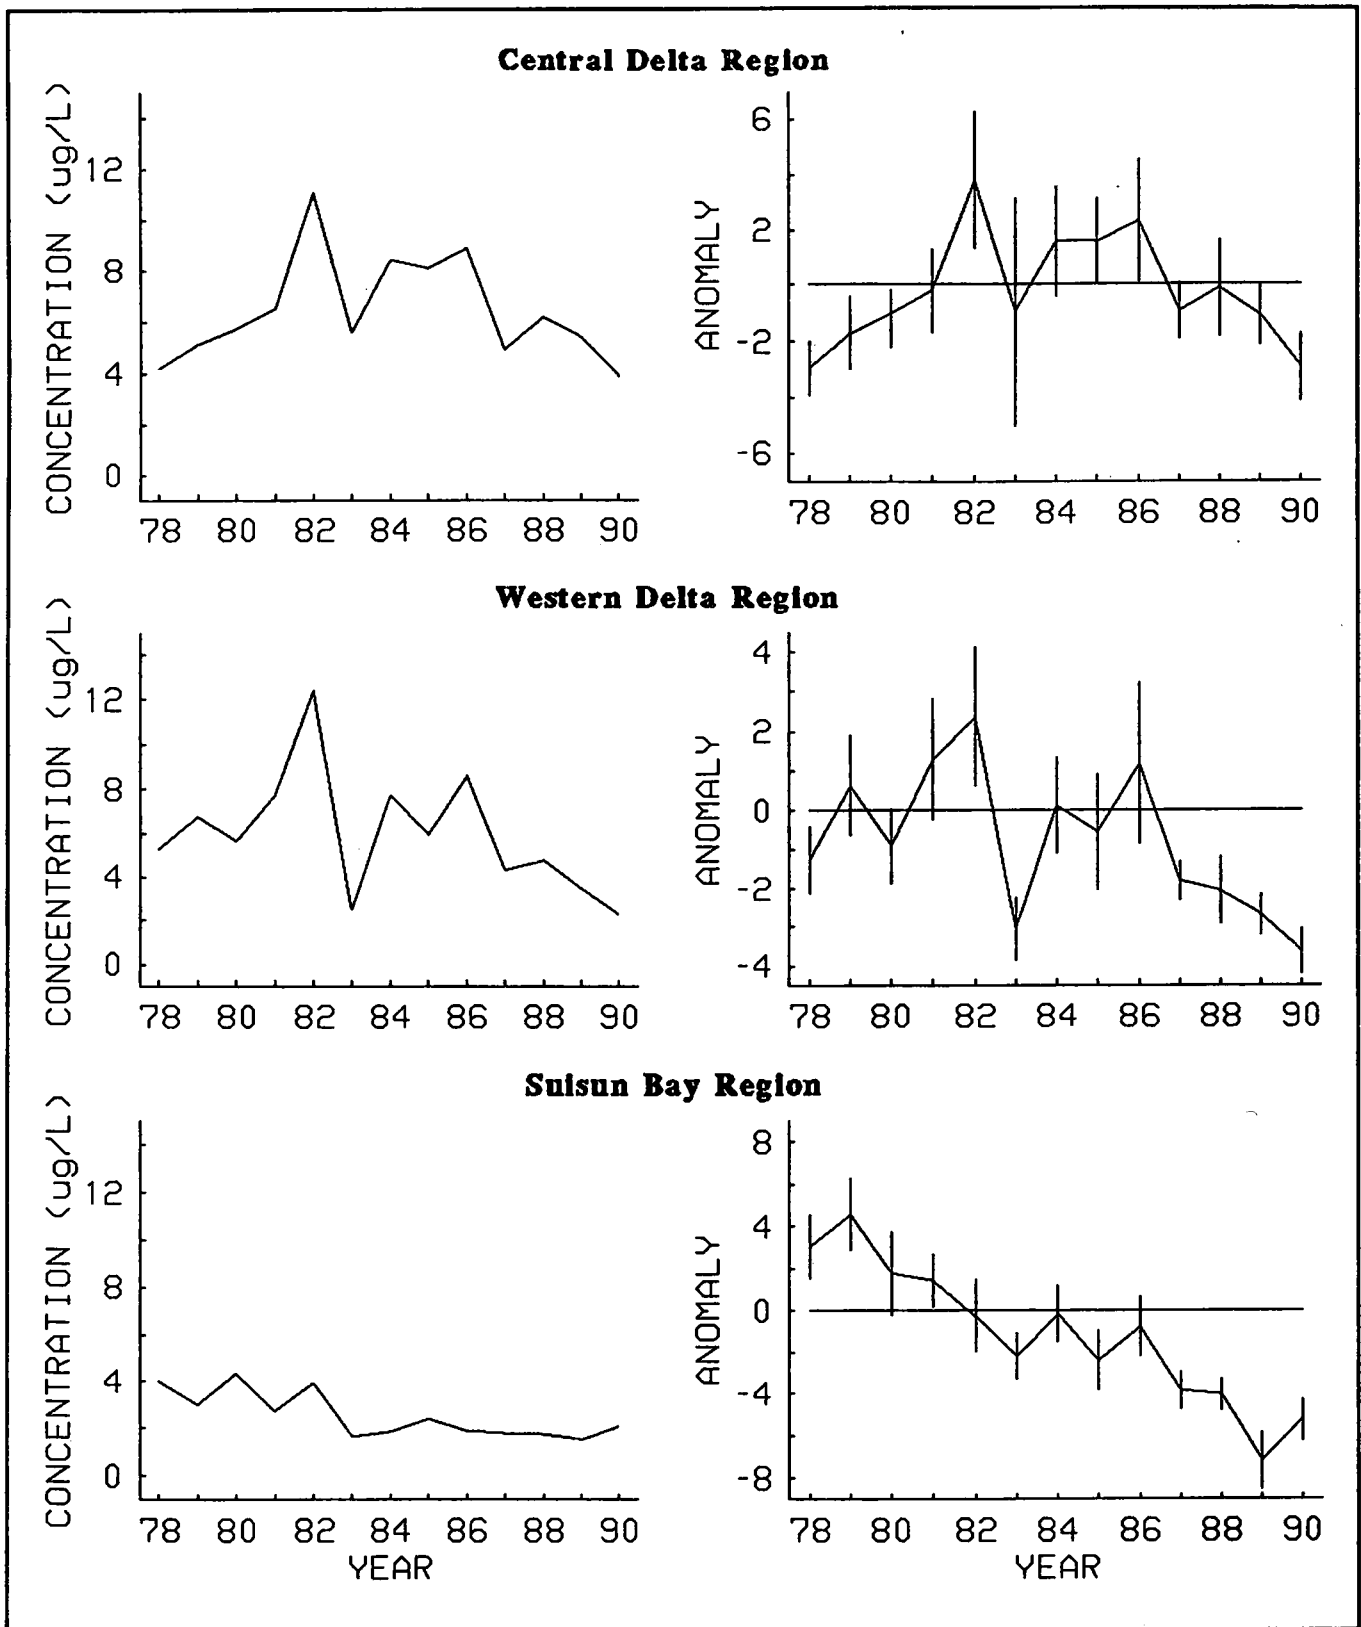 Central Delta Region
CONCENTRATION (ug/L)
12
8
4
0
78 80 82 84 86 88 90
ANOMALY
6
2
-2
-6
78 80 82 84 86 88 90
Western Delta Region
CONCENTRATION (ug/L)
12
8
4
0
78 80 82 84 86 88 90
ANOMALY
4
2
0
-2
-4
78 80 82 84 86 88 90
Suisun Bay Region
CONCENTRATION (ug/L)
12
8
4
0
78 80 82 84 86 88 90
YEAR
ANOMALY
8
4
0
-4
-8
78 80 82 84 86 88 90
YEAR